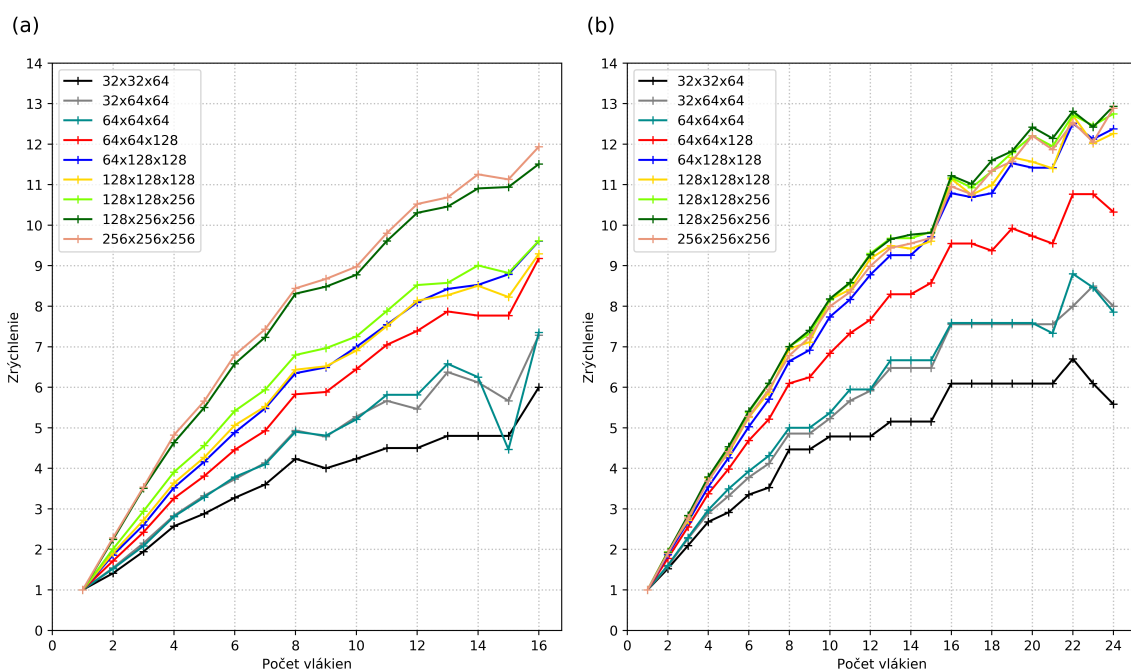 (a)
14
13
12
11
10
9
8
7
6
5
4
3
2
1
0
Zrýchlenie
32x32x64
32x64x64
64x64x64
64x64x128
64x128x128
128x128x128
128x128x256
128x256x256
256x256x256
0 2 4 6 8 10 12 14 16
Počet vlákien
(b)
14
13
12
11
10
9
8
7
6
5
4
3
2
1
0
Zrýchlenie
32x32x64
32x64x64
64x64x64
64x64x128
64x128x128
128x128x128
128x128x256
128x256x256
256x256x256
0 2 4 6 8 10 12 14 16 18 20 22 24
Počet vlákien